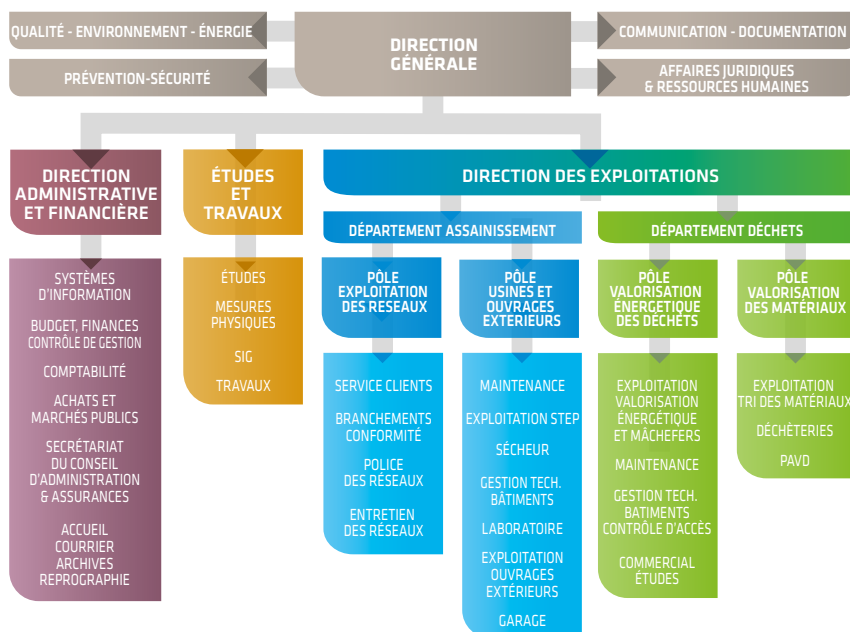 QUALITÉ - ENVIRONNEMENT - ÉNERGIE
PRÉVENTION-SÉCURITÉ
DIRECTION
GÉNÉRALE
COMMUNICATION - DOCUMENTATION
AFFAIRES JURIDIQUES
& RESSOURCES HUMAINES
DIRECTION
ADMINISTRATIVE
ET FINANCIÈRE
SYSTÈMES
D'INFORMATION
BUDGET, FINANCES
CONTRÔLE DE GESTION
COMPTABILITÉ
ACHATS ET
MARCHÉS PUBLICS
SECRÉTARIAT
DU CONSEIL
D'ADMINISTRATION
& ASSURANCES
ACCUEIL
COURRIER
ARCHIVES
REPROGRAPHIE
ÉTUDES
ET
TRAVAUX
ÉTUDES
MESURES
PHYSIQUES
SIG
TRAVAUX
DIRECTION DES EXPLOITATIONS
DÉPARTEMENT ASSAINISSEMENT
PÔLE
EXPLOITATION
DES RESEAUX
SERVICE CLIENTS
BRANCHEMENTS
CONFORMITÉ
POLICE
DES RÉSEAUX
ENTRETIEN
DES RÉSEAUX
PÔLE
USINES ET
OUVRAGES
EXTERIEURS
MAINTENANCE
EXPLOITATION STEP
SÉCHEUR
GESTION TECH.
BÂTIMENTS
LABORATOIRE
EXPLOITATION
OUVRAGES
EXTÉRIEURS
GARAGE
DÉPARTEMENT DÉCHETS
PÔLE
VALORISATION
ÉNERGETIQUE
DES DÉCHÉTS
EXPLOITATION
VALORISATION
ÉNERGÉTIQUE
ET MÂCHEFERS
MAINTENANCE
GESTION TECH.
BATIMENTS
CONTRÔLE D'ACCÈS
COMMERCIAL
ÉTUDES
PÔLE
VALORISATION
DES MATÉRIAUX
EXPLOITATION
TRI DES MATÉRIAUX
DÉCHÈTERIES
PAVD